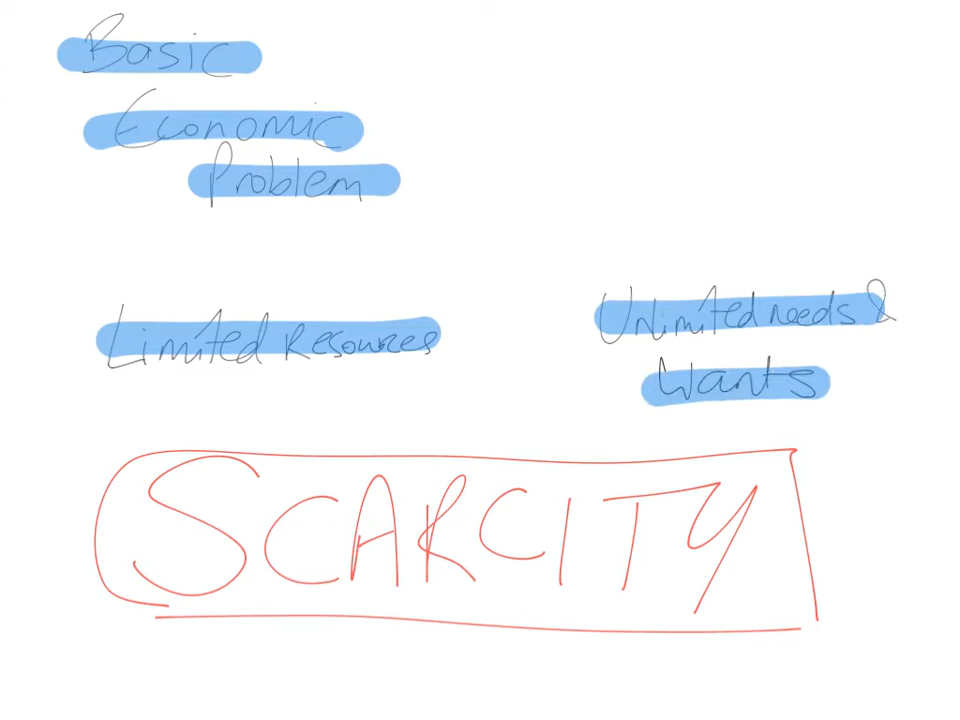 Basic
Economic
Problem
Limited Resources
Unlimited needs &
Wants
SCARCITY